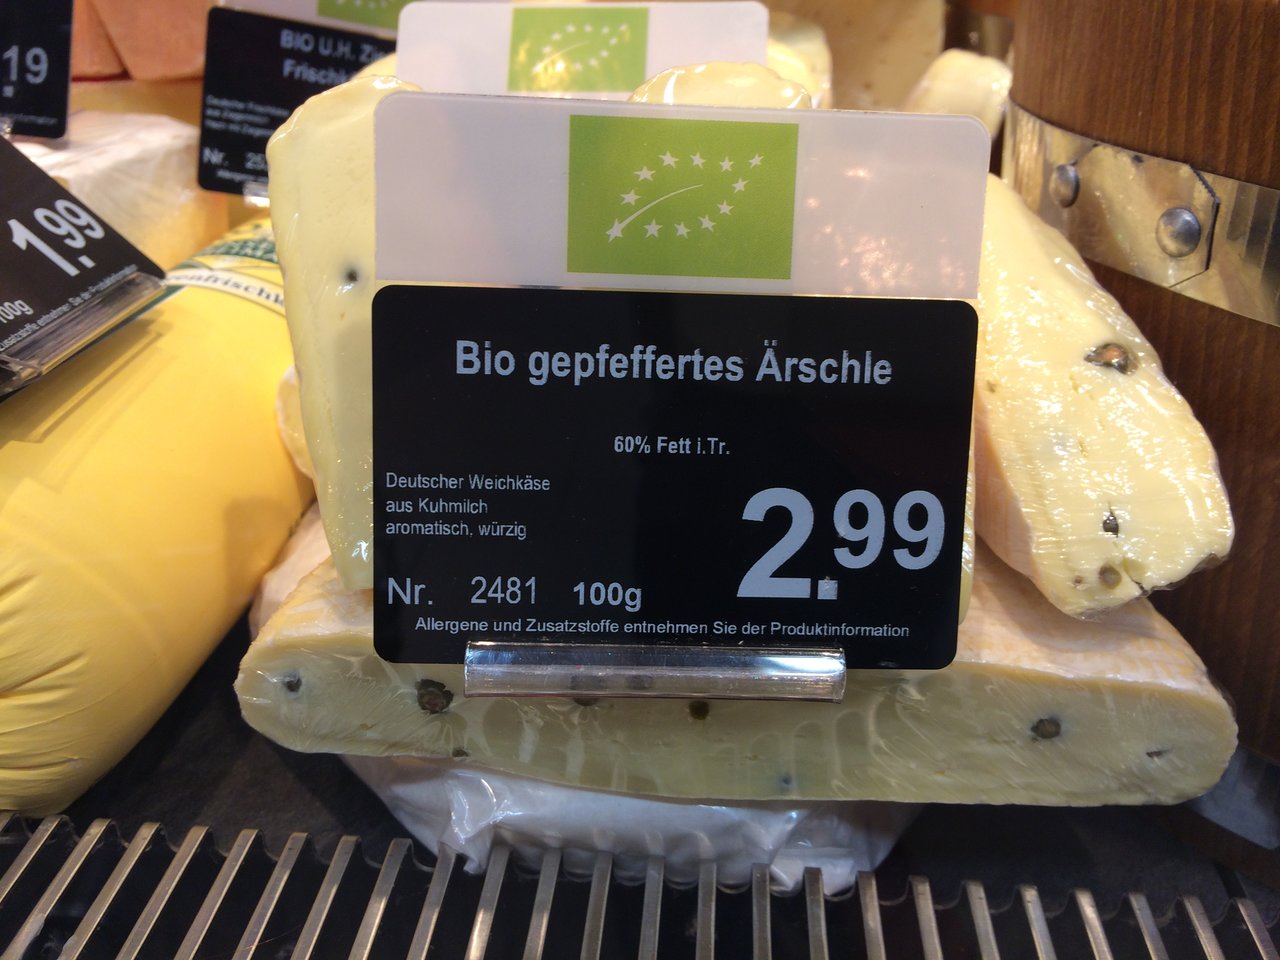 19
BIO U.H.
Nr.
1.99
100g
Bio gepfeffertes Ärschle
60% Fett i.Tr.
Deutscher Weichkäse
aus Kuhmilch
aromatisch, würzig
2.99
Nr. 2481 100g
Allergene und Zusatzstoffe entnehmen Sie der Produktinformation